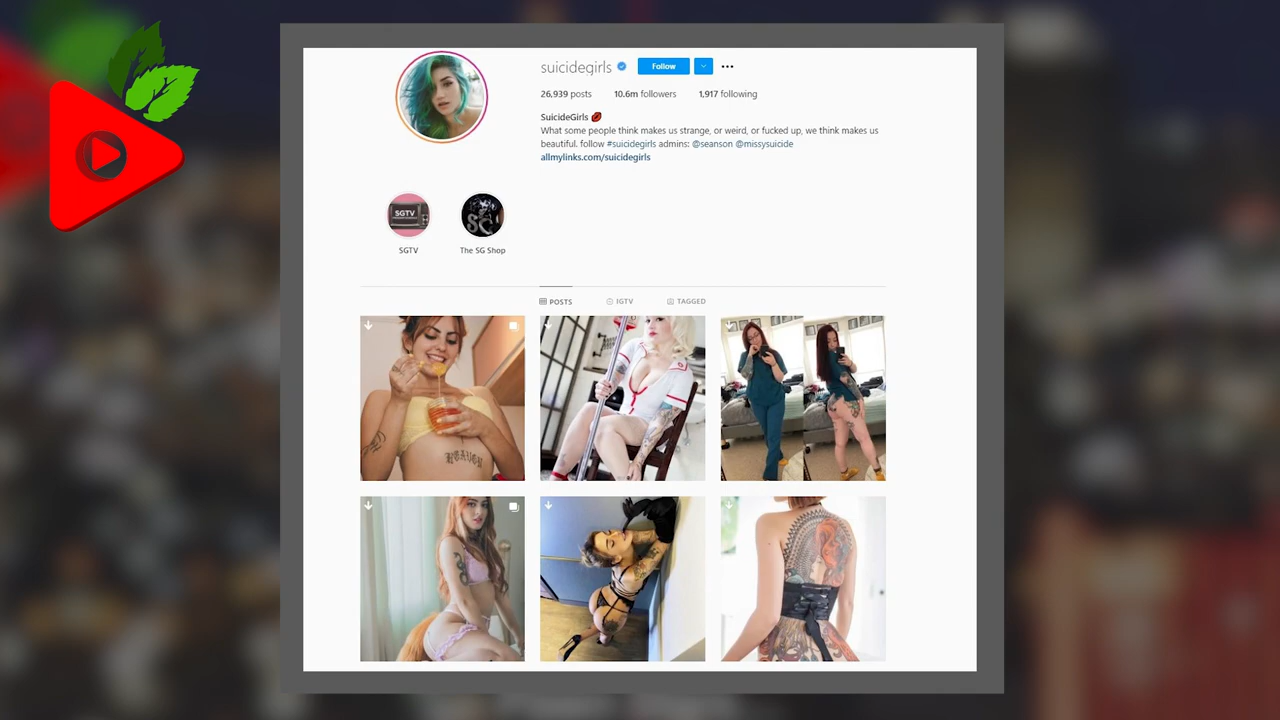 suicidegirls Follow
26,939 posts 10.6m followers 1,917 following
SuicideGirls
What some people think makes us strange, or weird, or fucked up, we think makes us
beautiful. follow #suicidegirls admins: @seanson @missysuicide
allmylinks.com/suicidegirls
SGTV
SG
SGTV The SG Shop
POSTS IGTV TAGGED